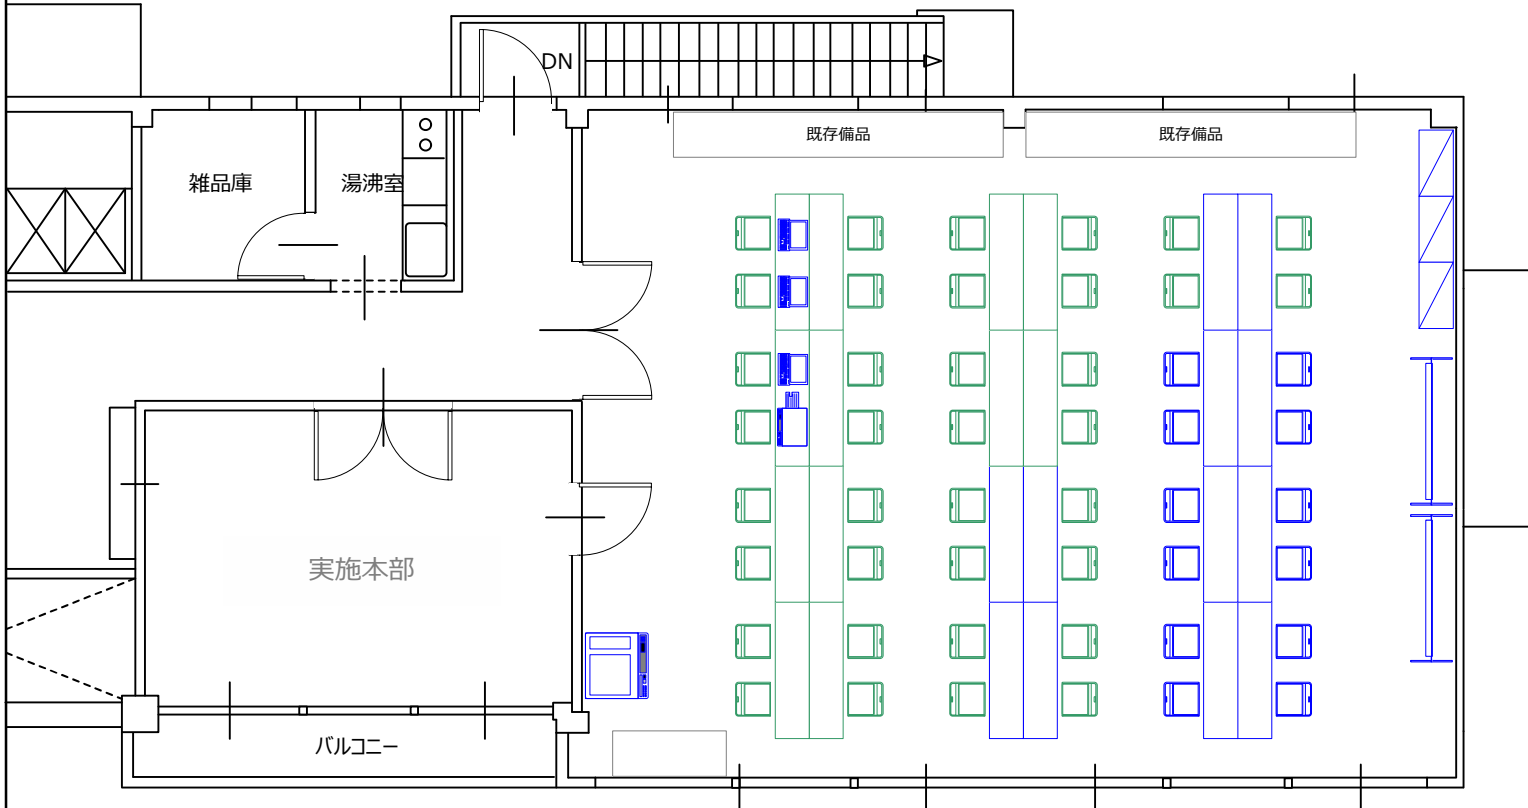 DN
既存備品
既存備品
雑品庫
湯沸室
実施本部
バルコニー